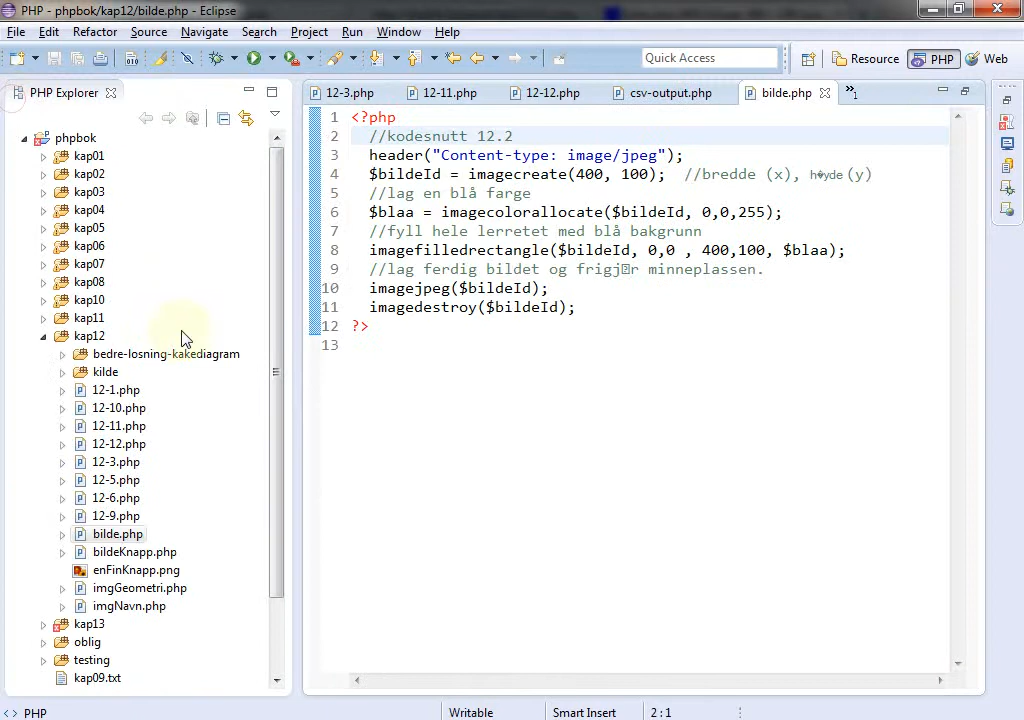 PHP - phpbok/kap12/bilde.php - Eclipse
File Edit Refactor Source Navigate Search Project Run Window Help
Quick Access
Resource
PHP
Web
PHP Explorer
12-3.php
12-11.php
12-12.php
csv-output.php
bilde.php
»1
phpbok
kap01
kap02
kap03
kap04
kap05
kap06
kap07
kap08
kap10
kap11
kap12
bedre-losning-kakediagram
kilde
12-1.php
12-10.php
12-11.php
12-12.php
12-3.php
12-5.php
12-6.php
12-9.php
bilde.php
bildeKnapp.php
enFinKnapp.png
imgGeometri.php
imgNavn.php
kap13
oblig
testing
kap09.txt
1 <?php
2 //kodesnutt 12.2
3 header("Content-type: image/jpeg");
4 $bildeId = imagecreate(400, 100); //bredde (x), h�yde(y)
5 //lag en blå farge
6 $blaa = imagecolorallocate($bildeId, 0,0,255);
7 //fyll hele lerretet med blå bakgrunn
8 imagefilledrectangle($bildeId, 0,0 , 400,100, $blaa);
9 //lag ferdig bildet og frigj�r minneplassen.
10 imagejpeg($bildeId);
11 imagedestroy($bildeId);
12 ?>
13
<> PHP
Writable
Smart Insert
2 : 1